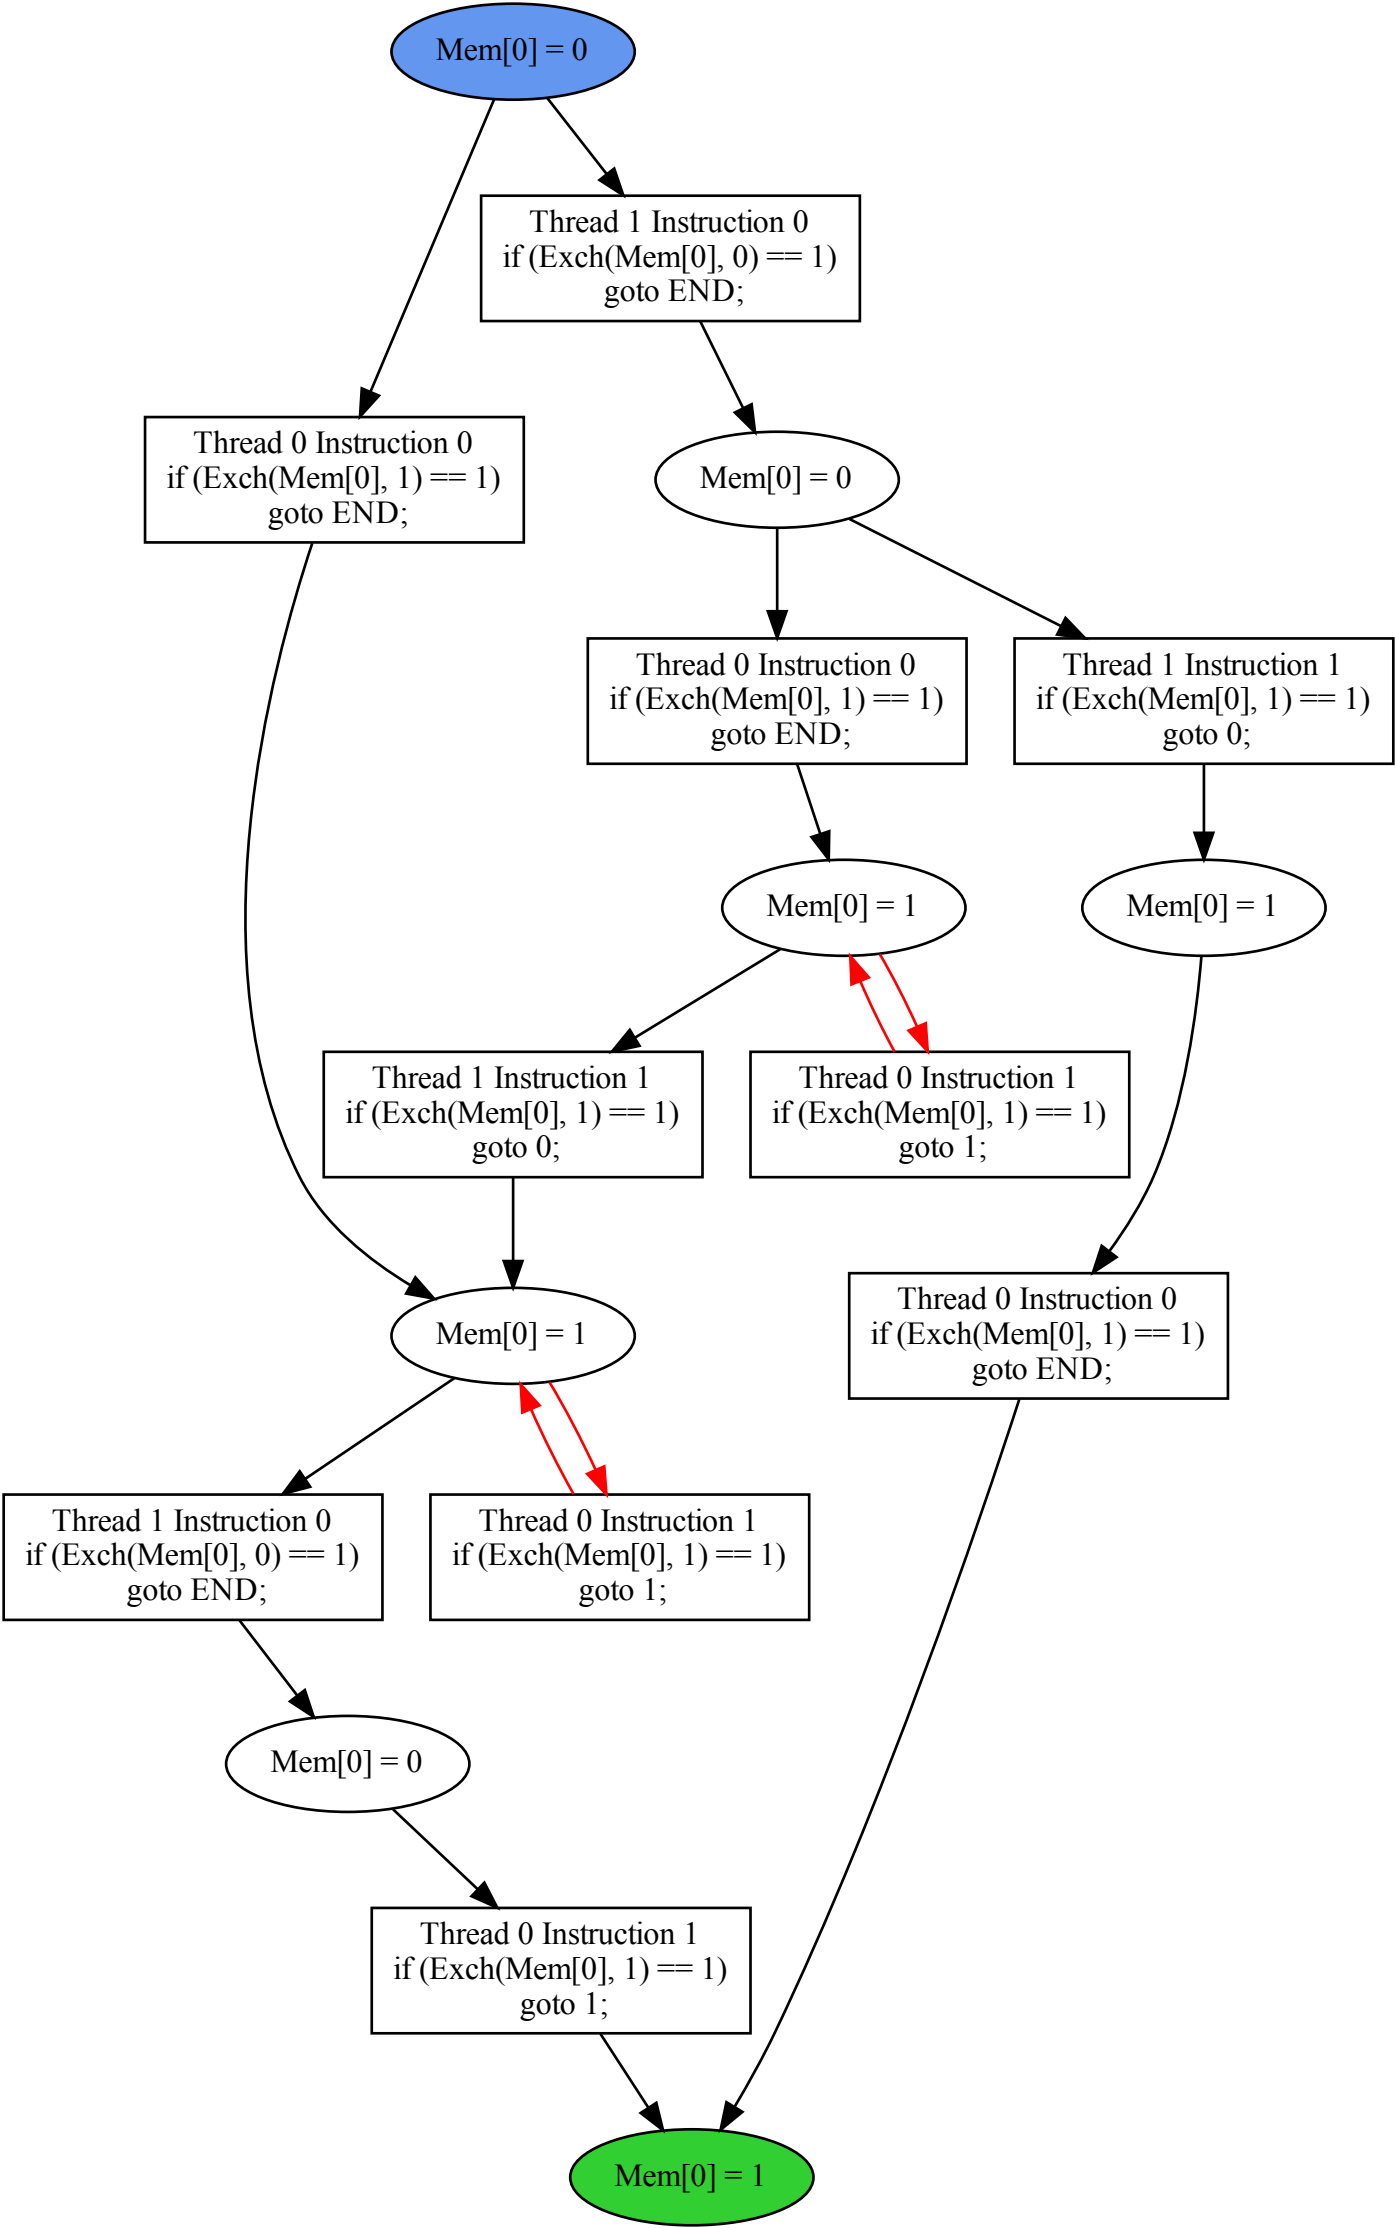 Mem[0] = 0
Thread 1 Instruction 0
if (Exch(Mem[0], 0) == 1)
goto END;
Thread 0 Instruction 0
if (Exch(Mem[0], 1) == 1)
goto END;
Mem[0] = 0
Thread 0 Instruction 0
if (Exch(Mem[0], 1) == 1)
goto END;
Thread 1 Instruction 1
if (Exch(Mem[0], 1) == 1)
goto 0;
Mem[0] = 1
Mem[0] = 1
Thread 1 Instruction 1
if (Exch(Mem[0], 1) == 1)
goto 0;
Thread 0 Instruction 1
if (Exch(Mem[0], 1) == 1)
goto 1;
Mem[0] = 1
Thread 0 Instruction 0
if (Exch(Mem[0], 1) == 1)
goto END;
Thread 1 Instruction 0
if (Exch(Mem[0], 0) == 1)
goto END;
Thread 0 Instruction 1
if (Exch(Mem[0], 1) == 1)
goto 1;
Mem[0] = 0
Thread 0 Instruction 1
if (Exch(Mem[0], 1) == 1)
goto 1;
Mem[0] = 1